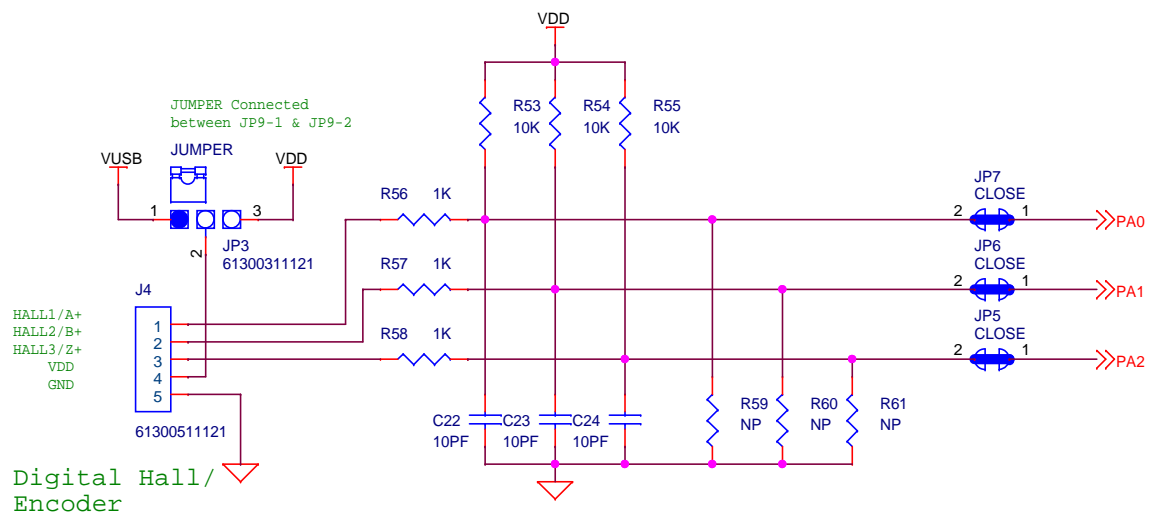 VDD
R53
10K
R54
10K
R55
10K
JUMPER Connected
between JP9-1 & JP9-2
JUMPER
VUSB
VDD
1
3
2
JP3
61300311121
R56 1K
R57 1K
R58 1K
JP7
CLOSE
2 1
PA0
JP6
CLOSE
2 1
PA1
JP5
CLOSE
2 1
PA2
J4
HALL1/A+
HALL2/B+
HALL3/Z+
VDD
GND
1
2
3
4
5
61300511121
C22
10PF
C23
10PF
C24
10PF
R59
NP
R60
NP
R61
NP
Digital Hall/
Encoder